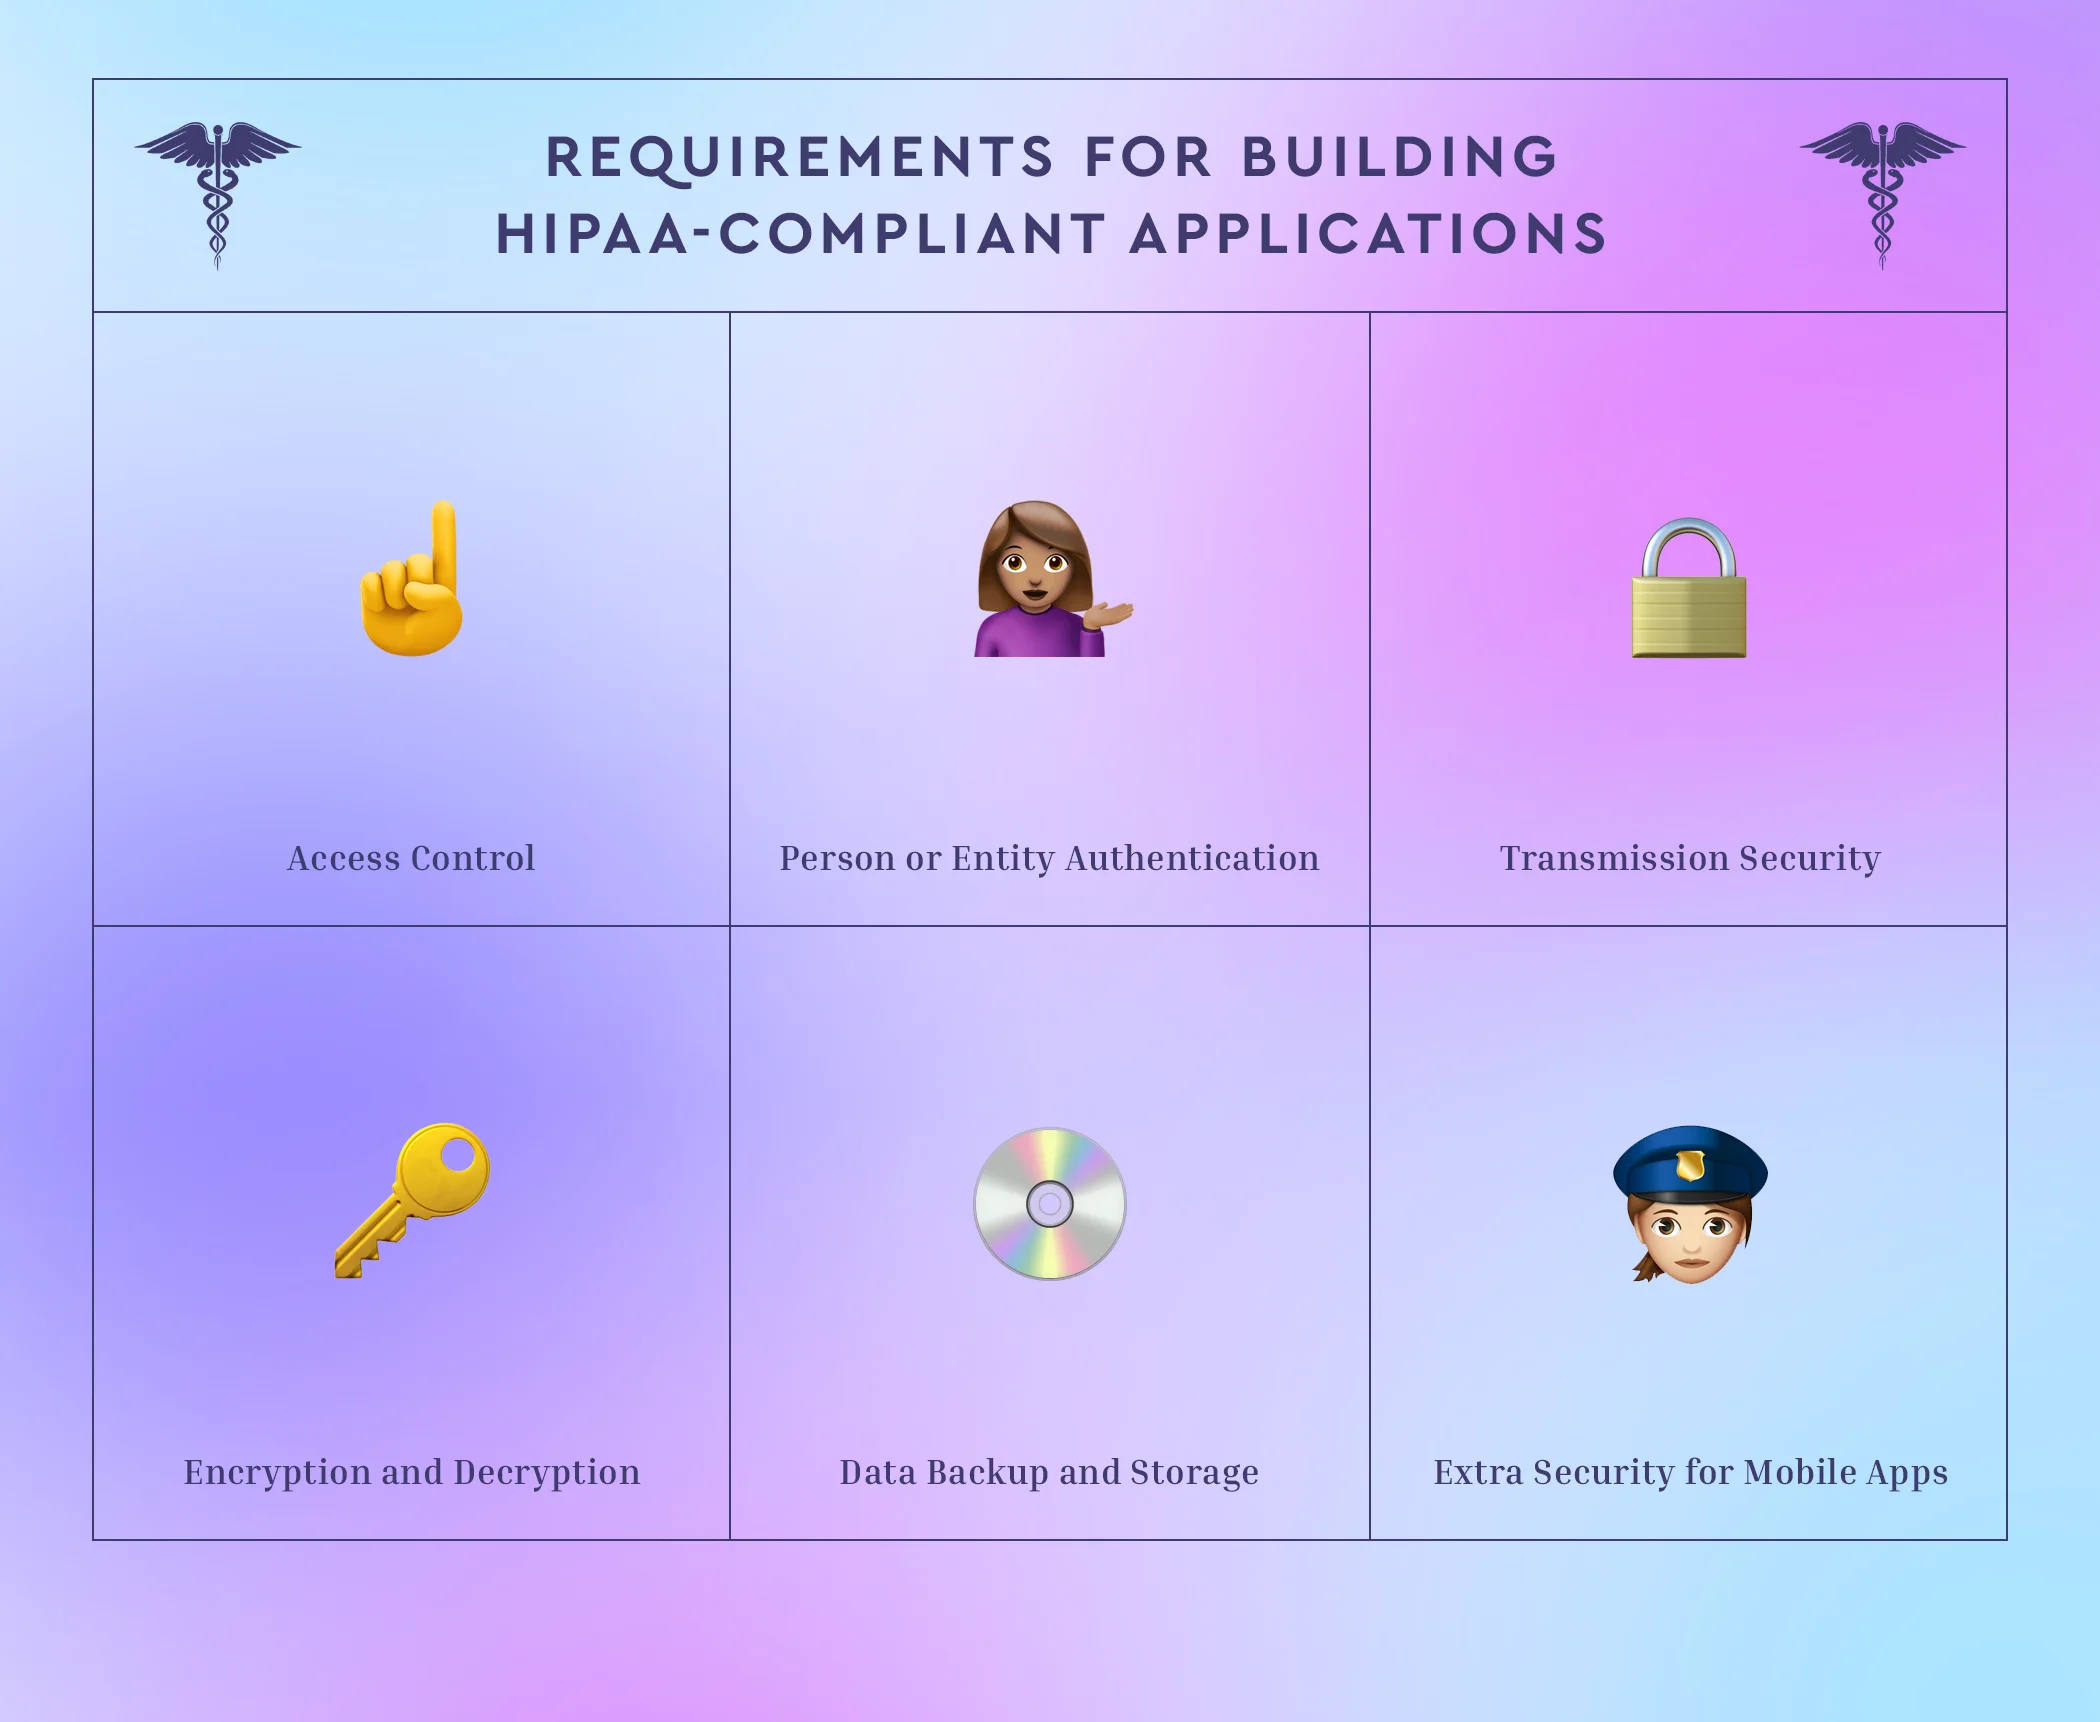 REQUIREMENTS FOR BUILDING
HIPAA-COMPLIANT APPLICATIONS
Access Control
Person or Entity Authentication
Transmission Security
Encryption and Decryption
Data Backup and Storage
Extra Security for Mobile Apps